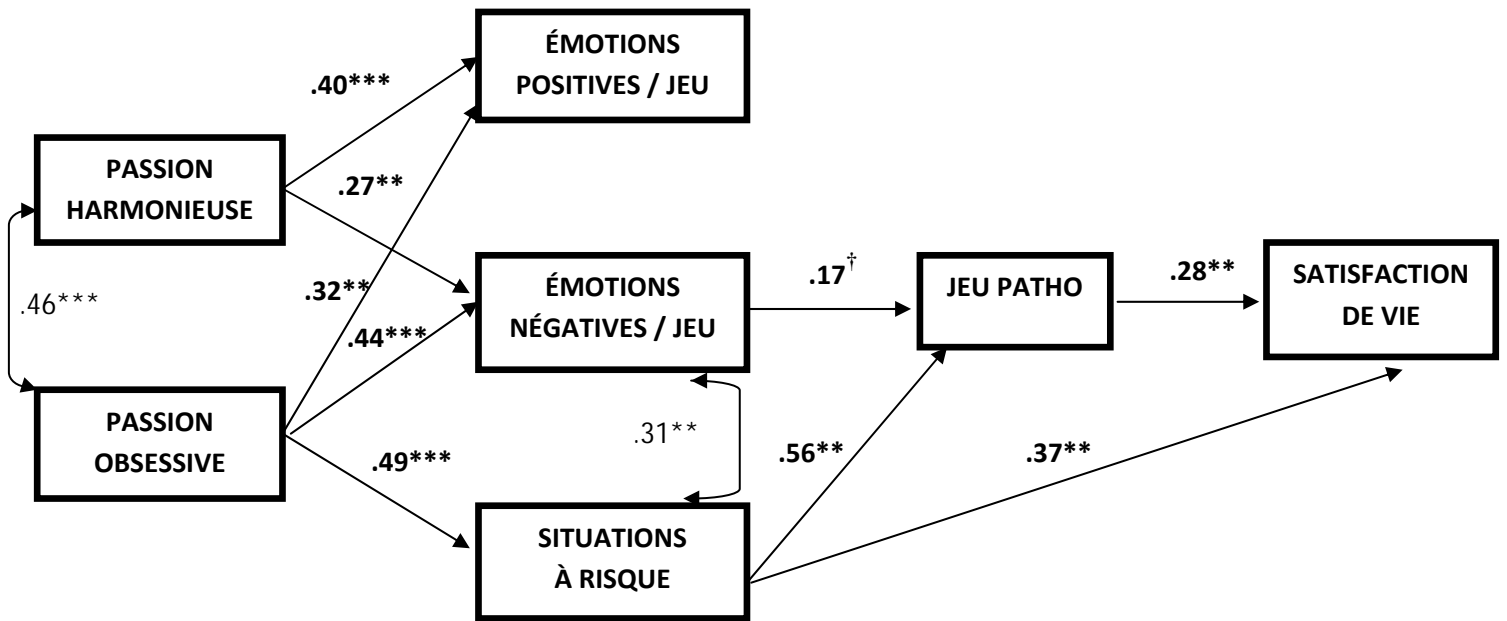 ÉMOTIONS
POSITIVES / JEU
.40***
PASSION
HARMONIEUSE
.27**
.46***
.32**
.44***
ÉMOTIONS
NÉGATIVES / JEU
.17†
JEU PATHO
.28**
SATISFACTION
DE VIE
PASSION
OBSESSIVE
.49***
.31**
.56**
.37**
SITUATIONS
À RISQUE